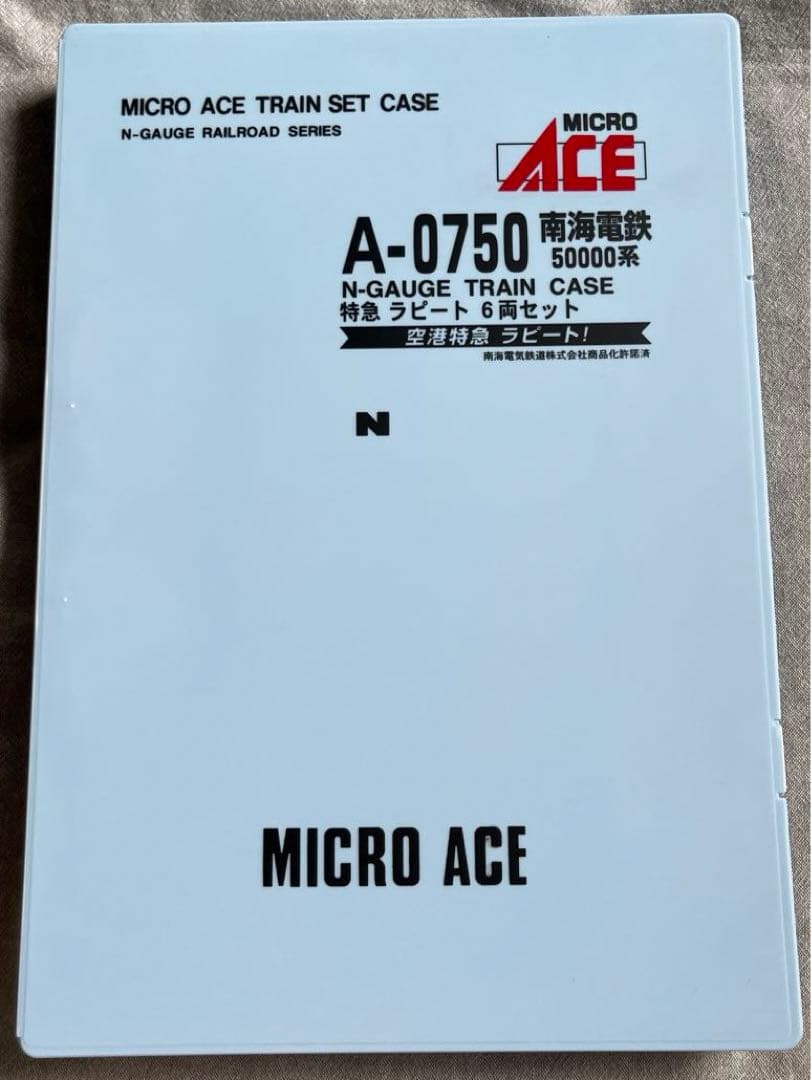 MICRO ACE TRAIN SET CASE
N-GAUGE RAILROAD SERIES
MICRO
ACE
A-0750 南海電鉄
50000系
N-GAUGE TRAIN CASE
特急 ラピート 6両セット
空港特急 ラピート!
南海電気鉄道株式会社商品化許諾済
N
MICRO ACE